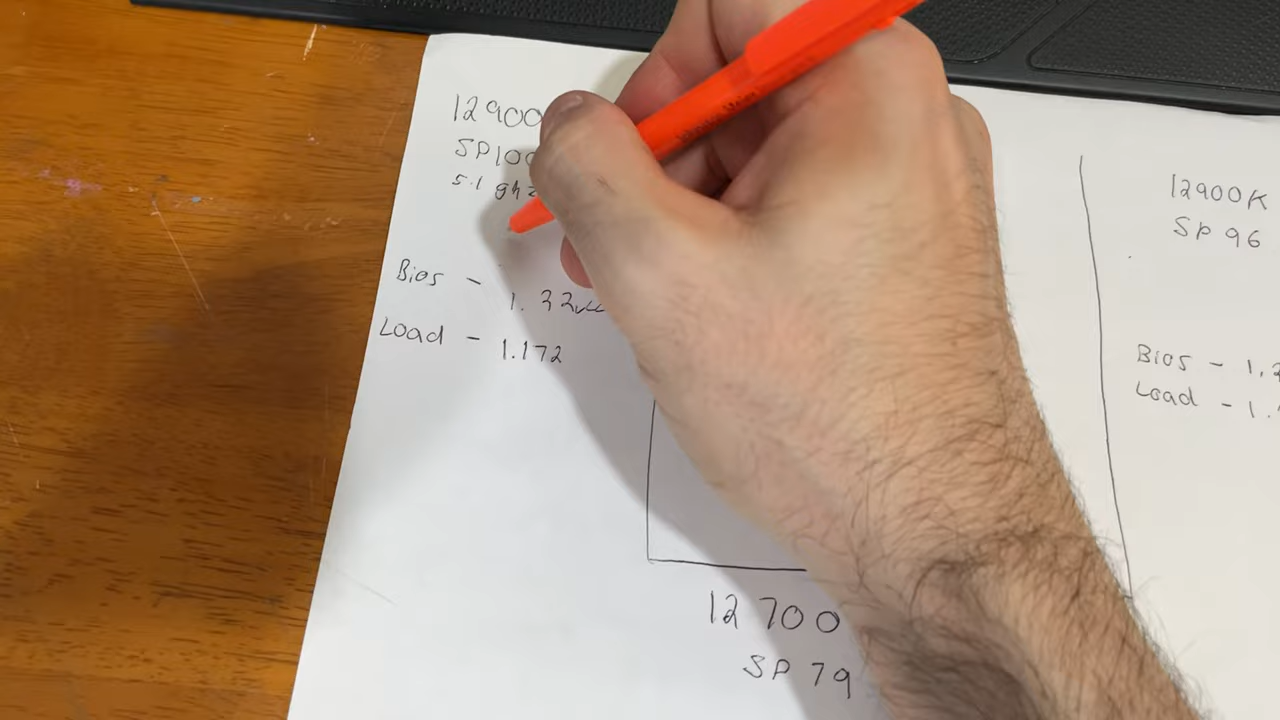 12900
SP100
5.1 ghz
Bios - 1.32
Load - 1.172
12700
SP 79
12900K
SP 96
Bios - 1.
Load - 1.